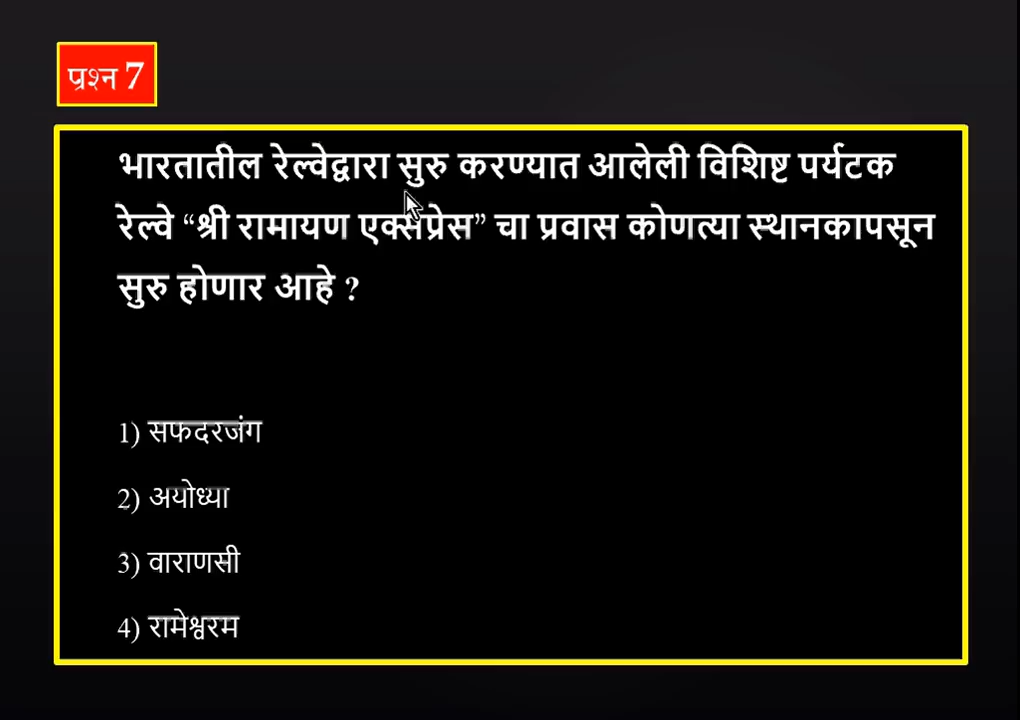 प्रश्न 7
भारतातील रेल्वेद्वारा सुरु करण्यात आलेली विशिष्ट पर्यटक
रेल्वे “श्री रामायण एक्सप्रेस” चा प्रवास कोणत्या स्थानकापसून
सुरु होणार आहे ?
1) सफदरजंग
2) अयोध्या
3) वाराणसी
4) रामेश्वरम